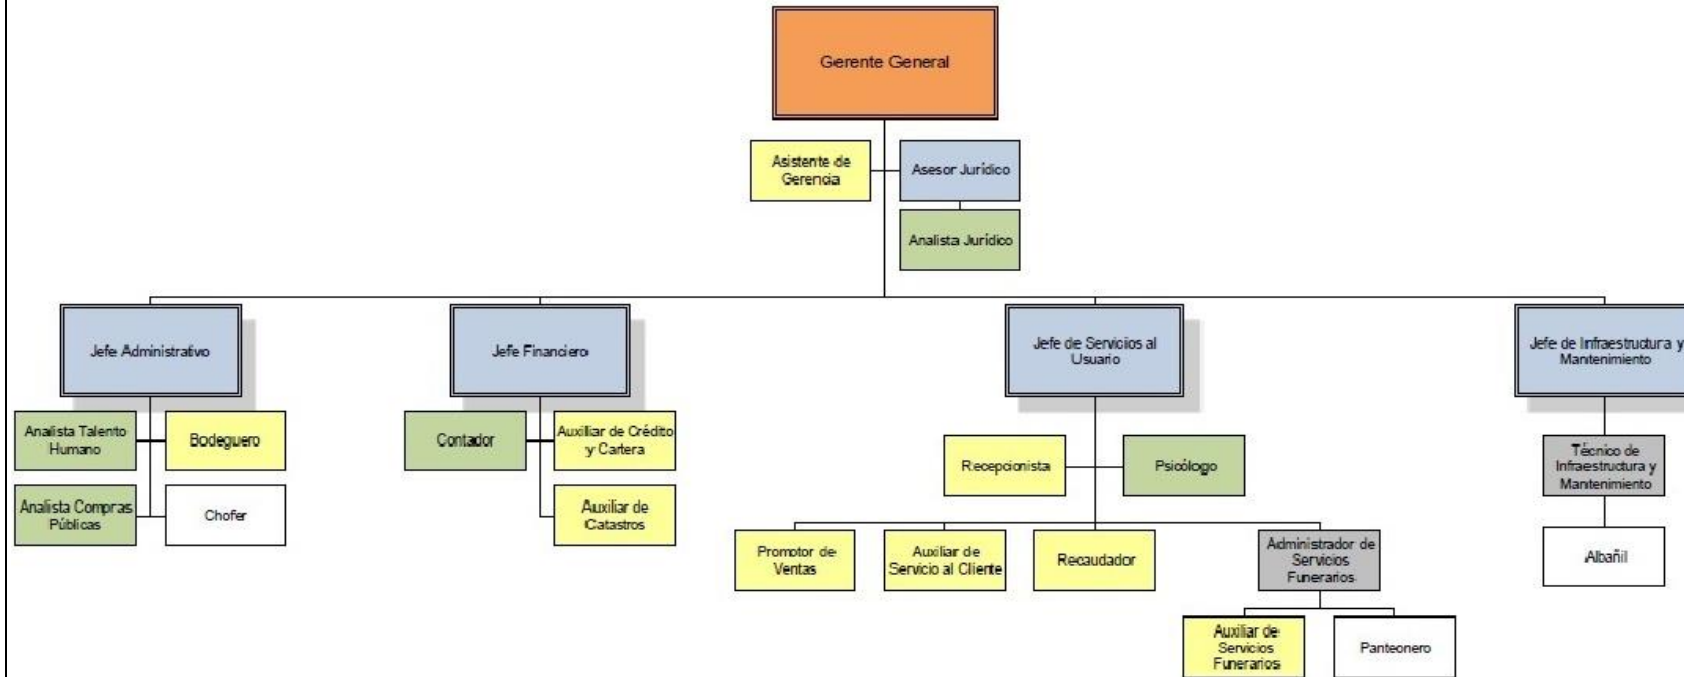 Gerente General
Asistente de
Gerencia
Asesor Jurídico
Analista Jurídico
Jefe Administrativo
Jefe Financiero
Jefe de Servicios al
Usuario
Jefe de Infraestructura y
Mantenimiento
Analista Talento
Humano
Bodeguero
Analista Compras
Públicas
Chofer
Contador
Auxiliar de Crédito
y Cartera
Auxiliar de
Catastros
Recepcionista
Psicólogo
Promotor de
Ventas
Auxiliar de
Servicio al Cliente
Recaudador
Administrador de
Servicios
Funerarios
Auxiliar de
Servicios
Funerarios
Panteonero
Técnico de
Infraestructura y
Mantenimiento
Albañil